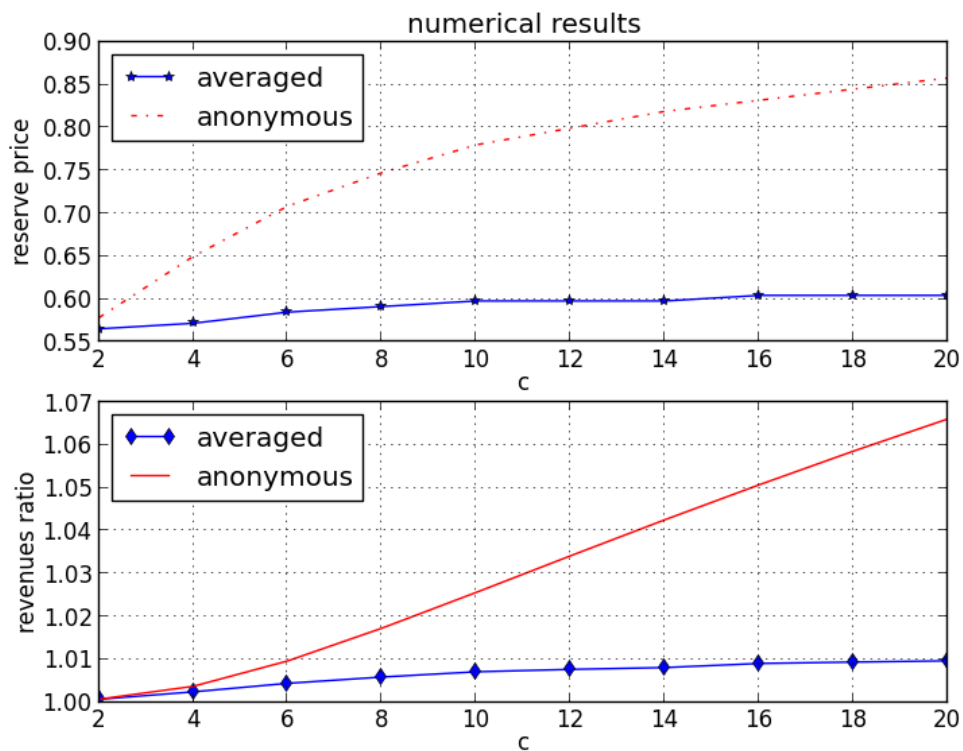 numerical results
0.90
0.85
0.80
0.75
0.70
0.65
0.60
0.55
reserve price
averaged
anonymous
2 4 6 8 10 12 14 16 18 20
c
1.07
1.06
1.05
1.04
1.03
1.02
1.01
1.00
revenues ratio
averaged
anonymous
2 4 6 8 10 12 14 16 18 20
c